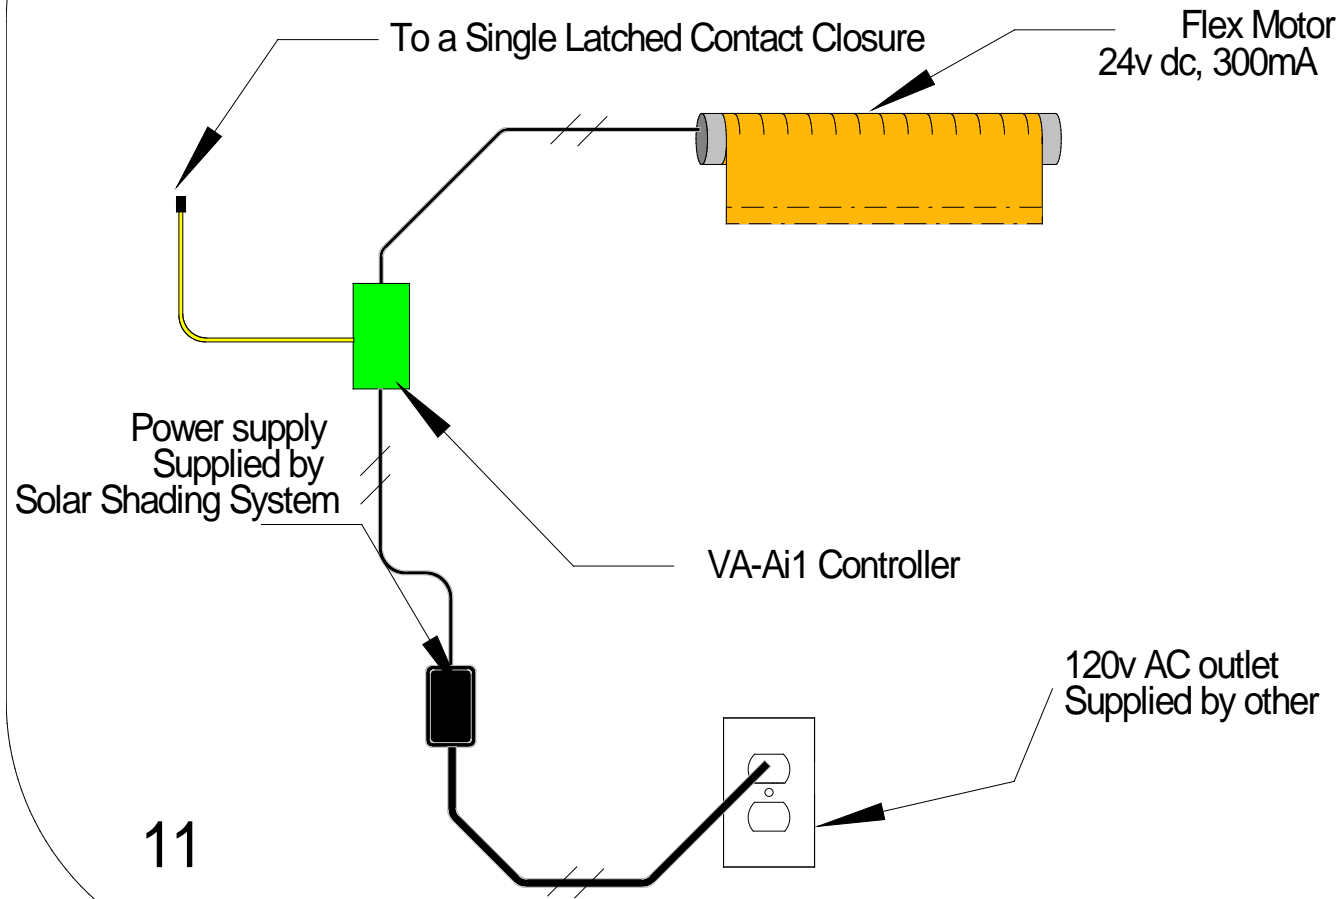 To a Single Latched Contact Closure
Flex Motor
24v dc, 300mA
Power supply
Supplied by
Solar Shading System
VA-Ai1 Controller
120v AC outlet
Supplied by other
11